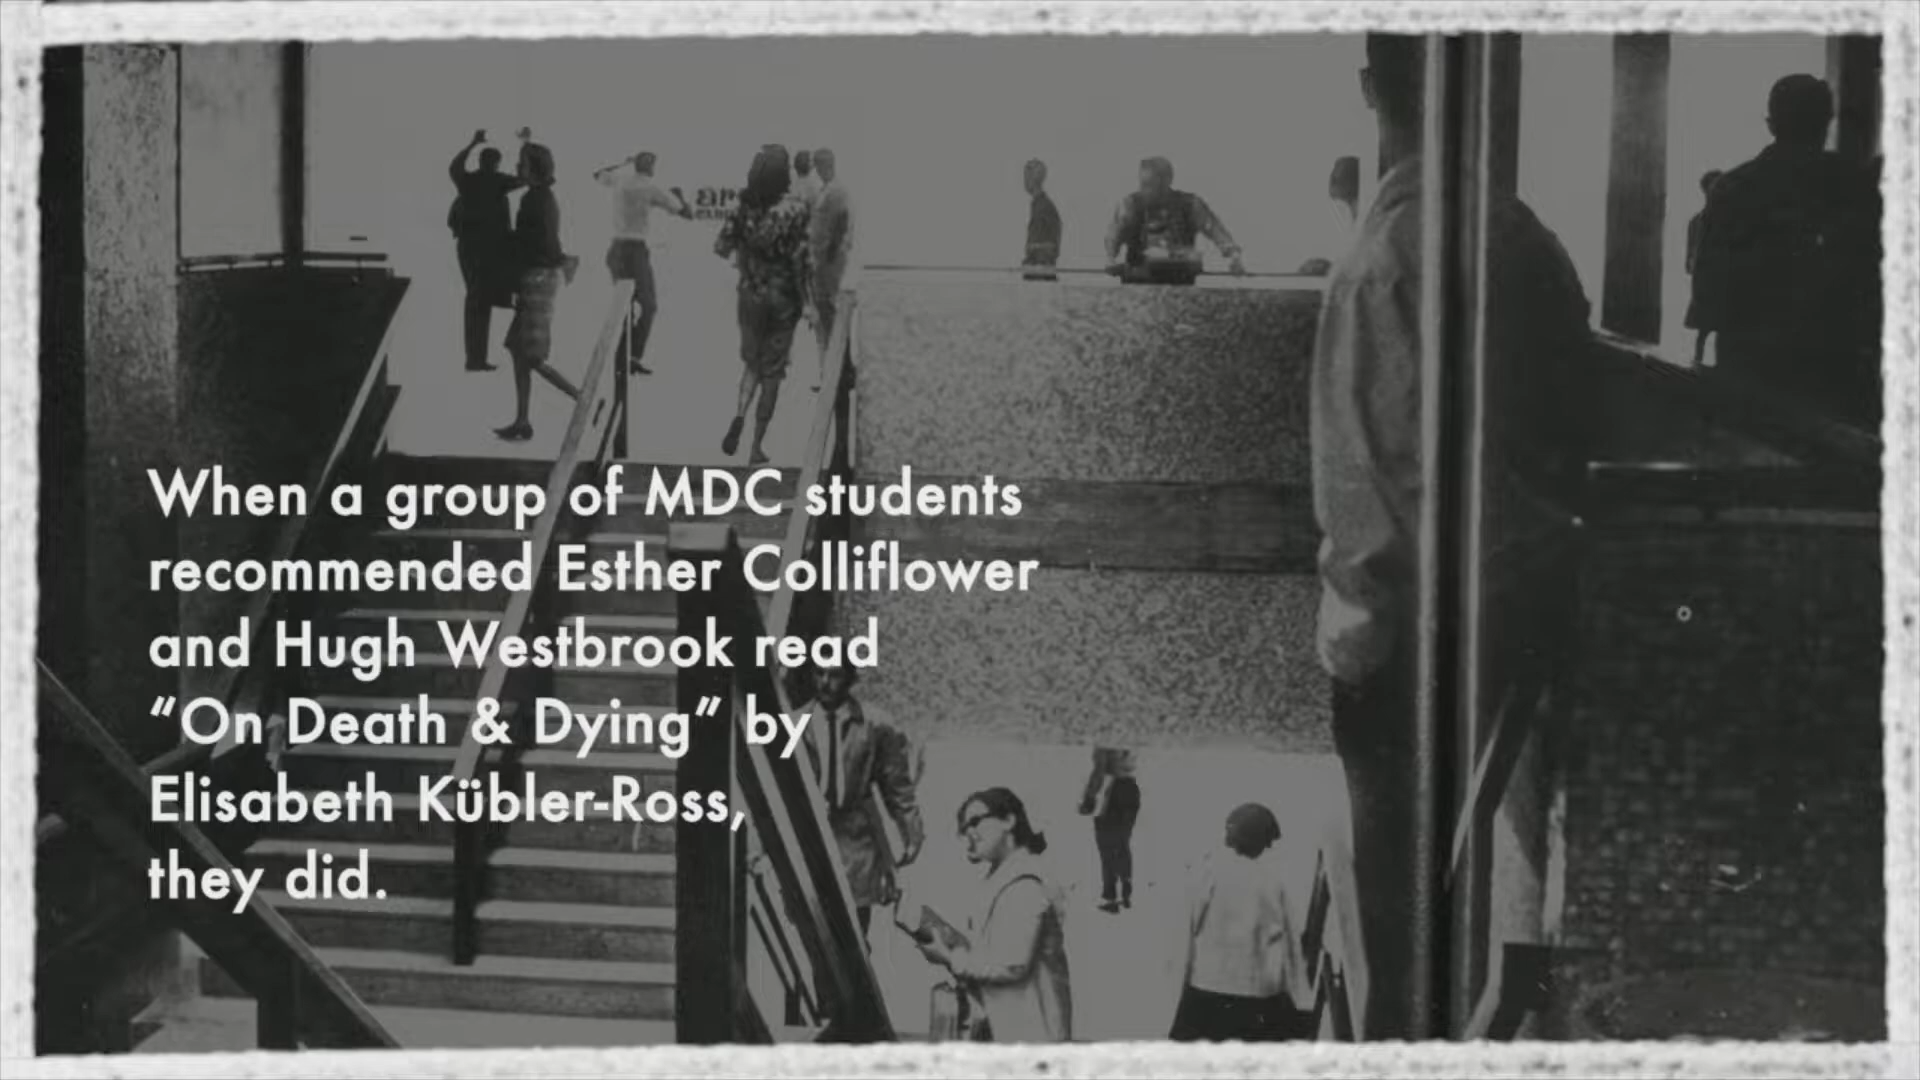 When a group of MDC students
recommended Esther Colliflower
and Hugh Westbrook read
“On Death & Dying” by
Elisabeth Kübler-Ross,
they did.